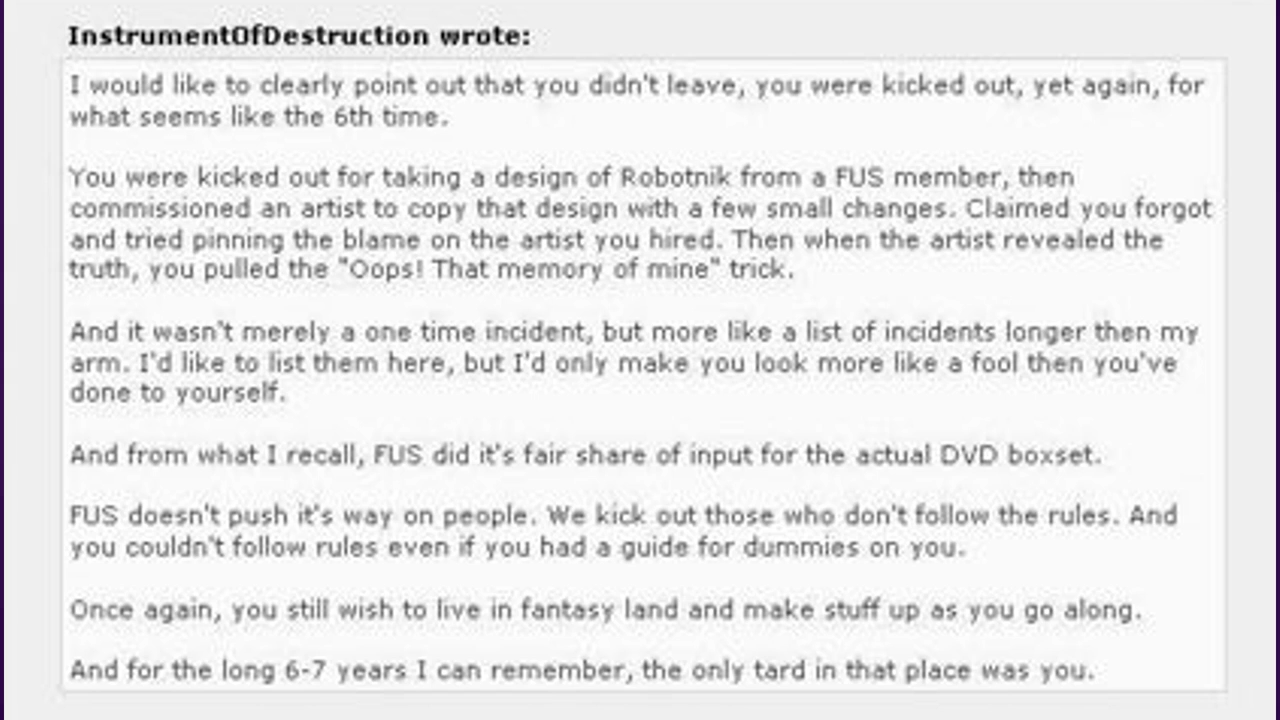 InstrumentOfDestruction wrote:
I would like to clearly point out that you didn't leave, you were kicked out, yet again, for
what seems like the 6th time.
You were kicked out for taking a design of Robotnik from a FUS member, then
commissioned an artist to copy that design with a few small changes. Claimed you forgot
and tried pinning the blame on the artist you hired. Then when the artist revealed the
truth, you pulled the "Oops! That memory of mine" trick.
And it wasn't merely a one time incident, but more like a list of incidents longer then my
arm. I'd like to list them here, but I'd only make you look more like a fool then you've
done to yourself.
And from what I recall, FUS did it's fair share of input for the actual DVD boxset.
FUS doesn't push it's way on people. We kick out those who don't follow the rules. And
you couldn't follow rules even if you had a guide for dummies on you.
Once again, you still wish to live in fantasy land and make stuff up as you go along.
And for the long 6-7 years I can remember, the only tard in that place was you.